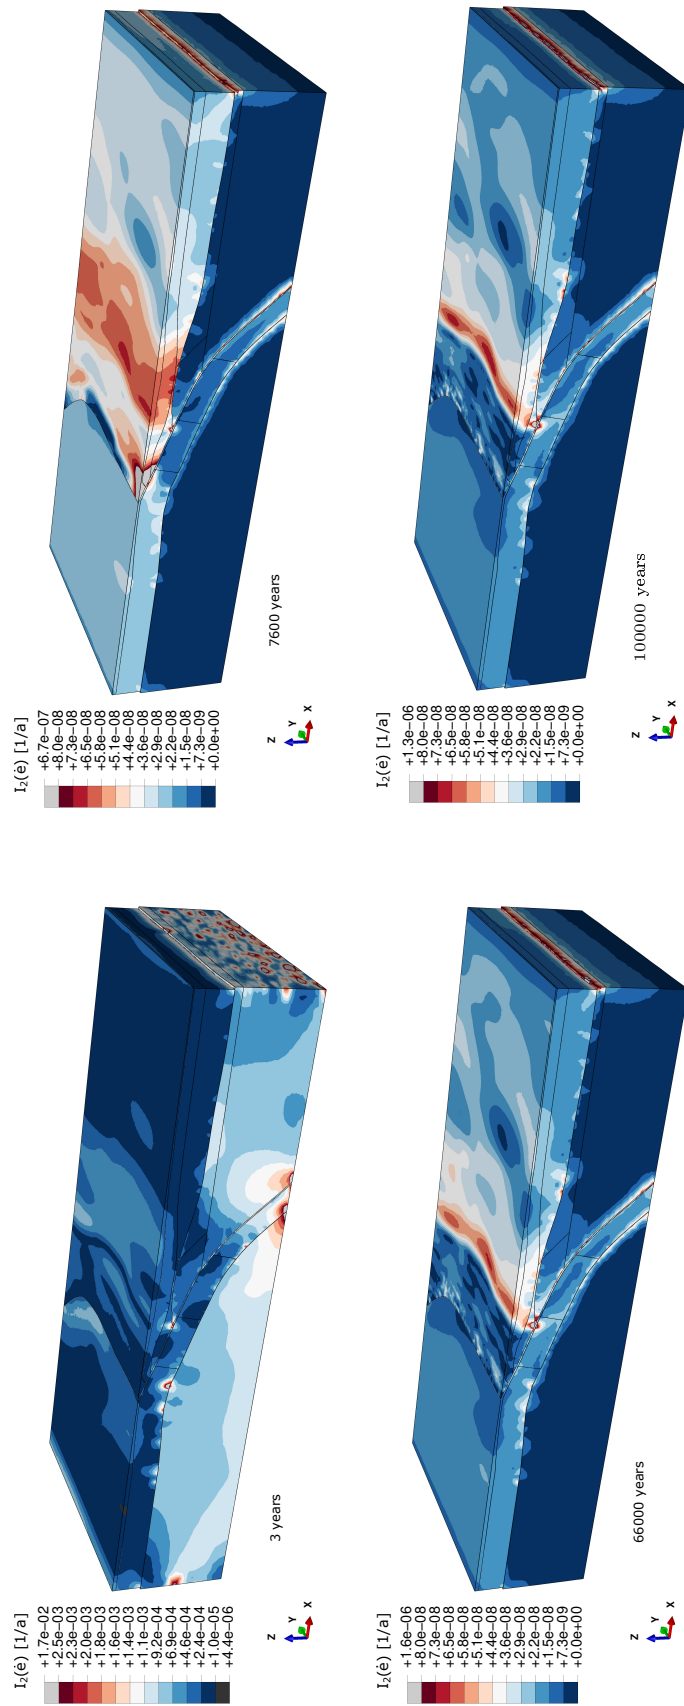 I₂(ė) [1/a]
+1.7e−02
+2.5e−03
+2.3e−03
+2.0e−03
+1.8e−03
+1.6e−03
+1.4e−03
+1.1e−03
+9.2e−04
+6.9e−04
+4.6e−04
+2.4e−04
+1.0e−05
+4.4e−06
Z
Y
X
3 years
I₂(ė) [1/a]
+6.7e−07
+8.0e−08
+7.3e−08
+6.5e−08
+5.8e−08
+5.1e−08
+4.4e−08
+3.6e−08
+2.9e−08
+2.2e−08
+1.5e−08
+7.3e−09
+0.0e+00
Z
Y
X
7600 years
I₂(ė) [1/a]
+1.6e−06
+8.0e−08
+7.3e−08
+6.5e−08
+5.8e−08
+5.1e−08
+4.4e−08
+3.6e−08
+2.9e−08
+2.2e−08
+1.5e−08
+7.3e−09
+0.0e+00
Z
Y
X
66000 years
I₂(ė) [1/a]
+1.3e−06
+8.0e−08
+7.3e−08
+6.5e−08
+5.8e−08
+5.1e−08
+4.4e−08
+3.6e−08
+2.9e−08
+2.2e−08
+1.5e−08
+7.3e−09
+0.0e+00
Z
Y
X
100000 years